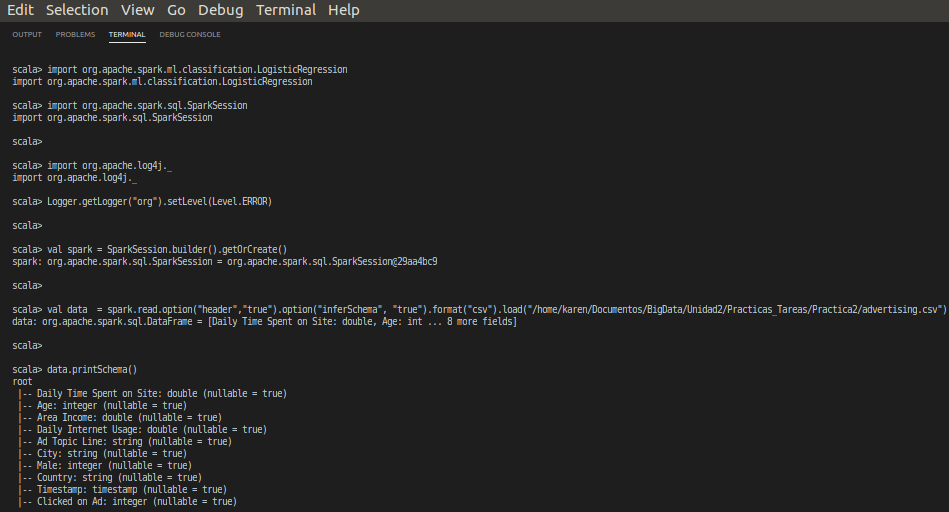 Edit Selection View Go Debug Terminal Help
OUTPUT PROBLEMS TERMINAL DEBUG CONSOLE
scala> import org.apache.spark.ml.classification.LogisticRegression
import org.apache.spark.ml.classification.LogisticRegression
scala> import org.apache.spark.sql.SparkSession
import org.apache.spark.sql.SparkSession
scala>
scala> import org.apache.log4j._
import org.apache.log4j._
scala> Logger.getLogger("org").setLevel(Level.ERROR)
scala>
scala> val spark = SparkSession.builder().getOrCreate()
spark: org.apache.spark.sql.SparkSession = org.apache.spark.sql.SparkSession@29aa4bc9
scala>
scala> val data  = spark.read.option("header","true").option("inferSchema", "true").format("csv").load("/home/karen/Documentos/BigData/Unidad2/Practicas_Tareas/Practica2/advertising.csv")
data: org.apache.spark.sql.DataFrame = [Daily Time Spent on Site: double, Age: int ... 8 more fields]
scala>
scala> data.printSchema()
root
|-- Daily Time Spent on Site: double (nullable = true)
|-- Age: integer (nullable = true)
|-- Area Income: double (nullable = true)
|-- Daily Internet Usage: double (nullable = true)
|-- Ad Topic Line: string (nullable = true)
|-- City: string (nullable = true)
|-- Male: integer (nullable = true)
|-- Country: string (nullable = true)
|-- Timestamp: timestamp (nullable = true)
|-- Clicked on Ad: integer (nullable = true)